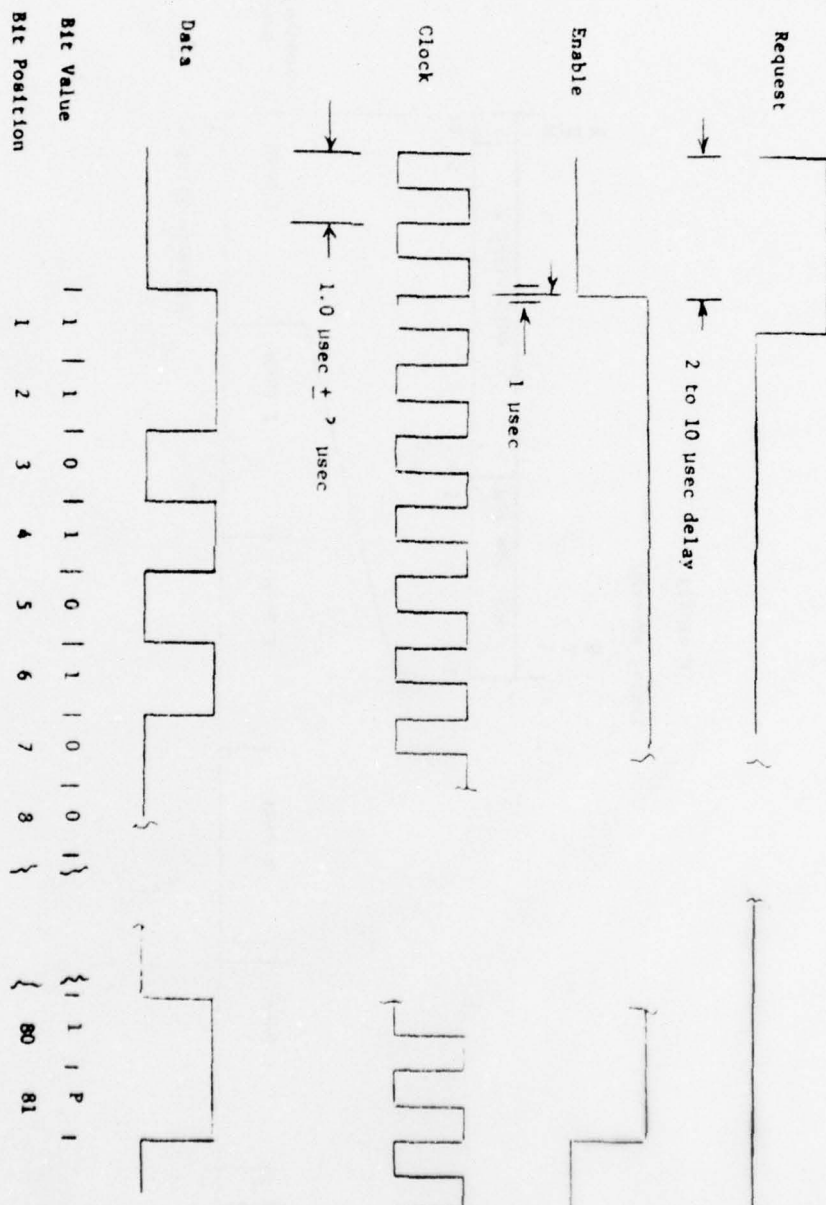 Request
2 to 10 μsec delay
Enable
1 μsec
Clock
1.0 μsec ± ? μsec
Data
Bit Value | 1 | 1 | 0 | 1 | 0 | 1 | 0 | 0 | } { | 1 | P |
Bit Position 1 2 3 4 5 6 7 8 } { 80 81